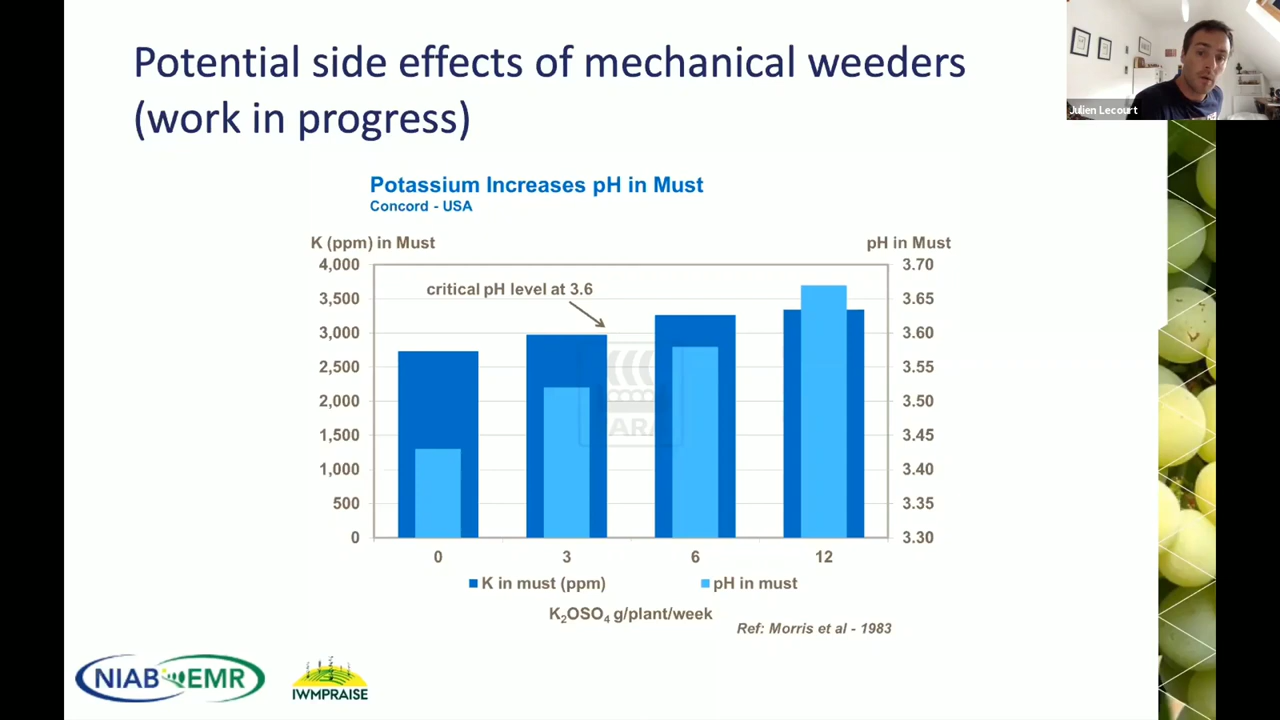 Potential side effects of mechanical weeders
(work in progress)
Julien Lecourt
Potassium Increases pH in Must
Concord - USA
K (ppm) in Must
pH in Must
4,000
3,500
3,000
2,500
2,000
1,500
1,000
500
0
critical pH level at 3.6
YARA
3.70
3.65
3.60
3.55
3.50
3.45
3.40
3.35
3.30
0 3 6 12
K in must (ppm) pH in must
K₂OSO₄ g/plant/week
Ref: Morris et al - 1983
NIAB EMR
IWMPRAISE